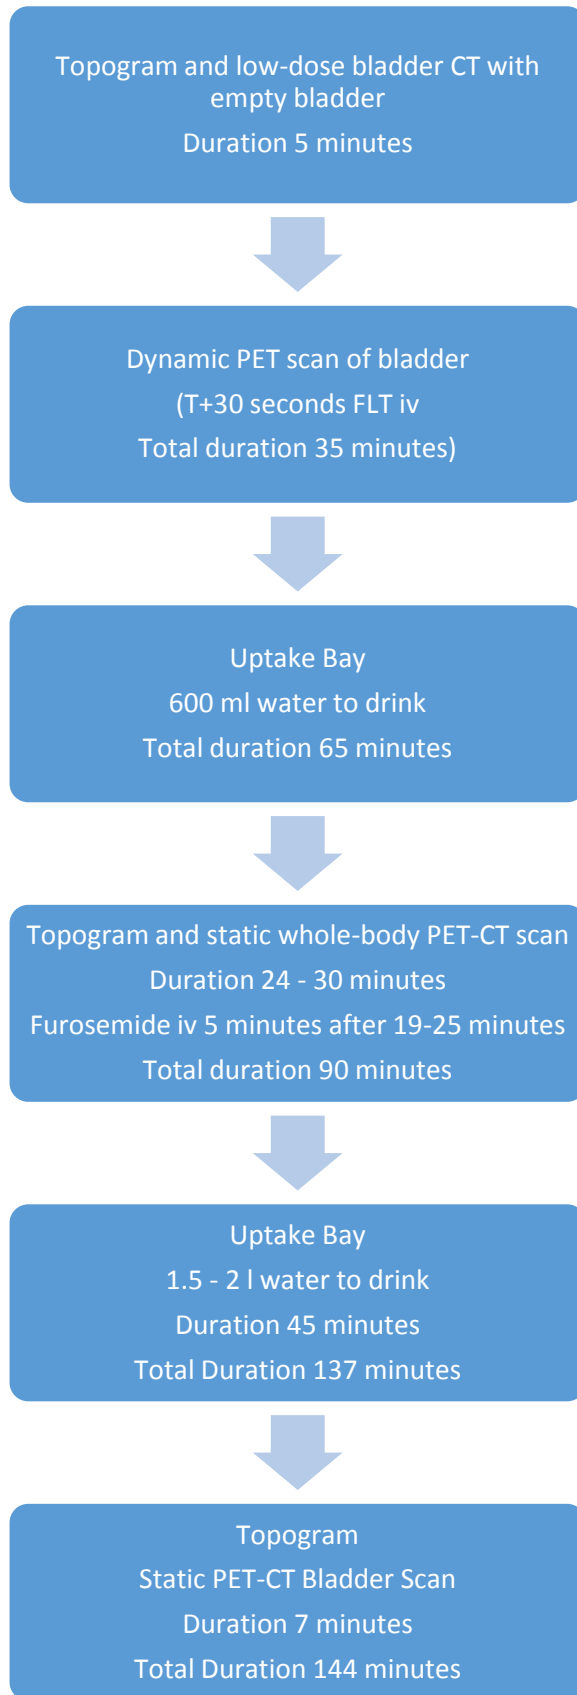 Topogram and low-dose bladder CT with
empty bladder
Duration 5 minutes
Dynamic PET scan of bladder
(T+30 seconds FLT iv
Total duration 35 minutes)
Uptake Bay
600 ml water to drink
Total duration 65 minutes
Topogram and static whole-body PET-CT scan
Duration 24 - 30 minutes
Furosemide iv 5 minutes after 19-25 minutes
Total duration 90 minutes
Uptake Bay
1.5 - 2 l water to drink
Duration 45 minutes
Total Duration 137 minutes
Topogram
Static PET-CT Bladder Scan
Duration 7 minutes
Total Duration 144 minutes